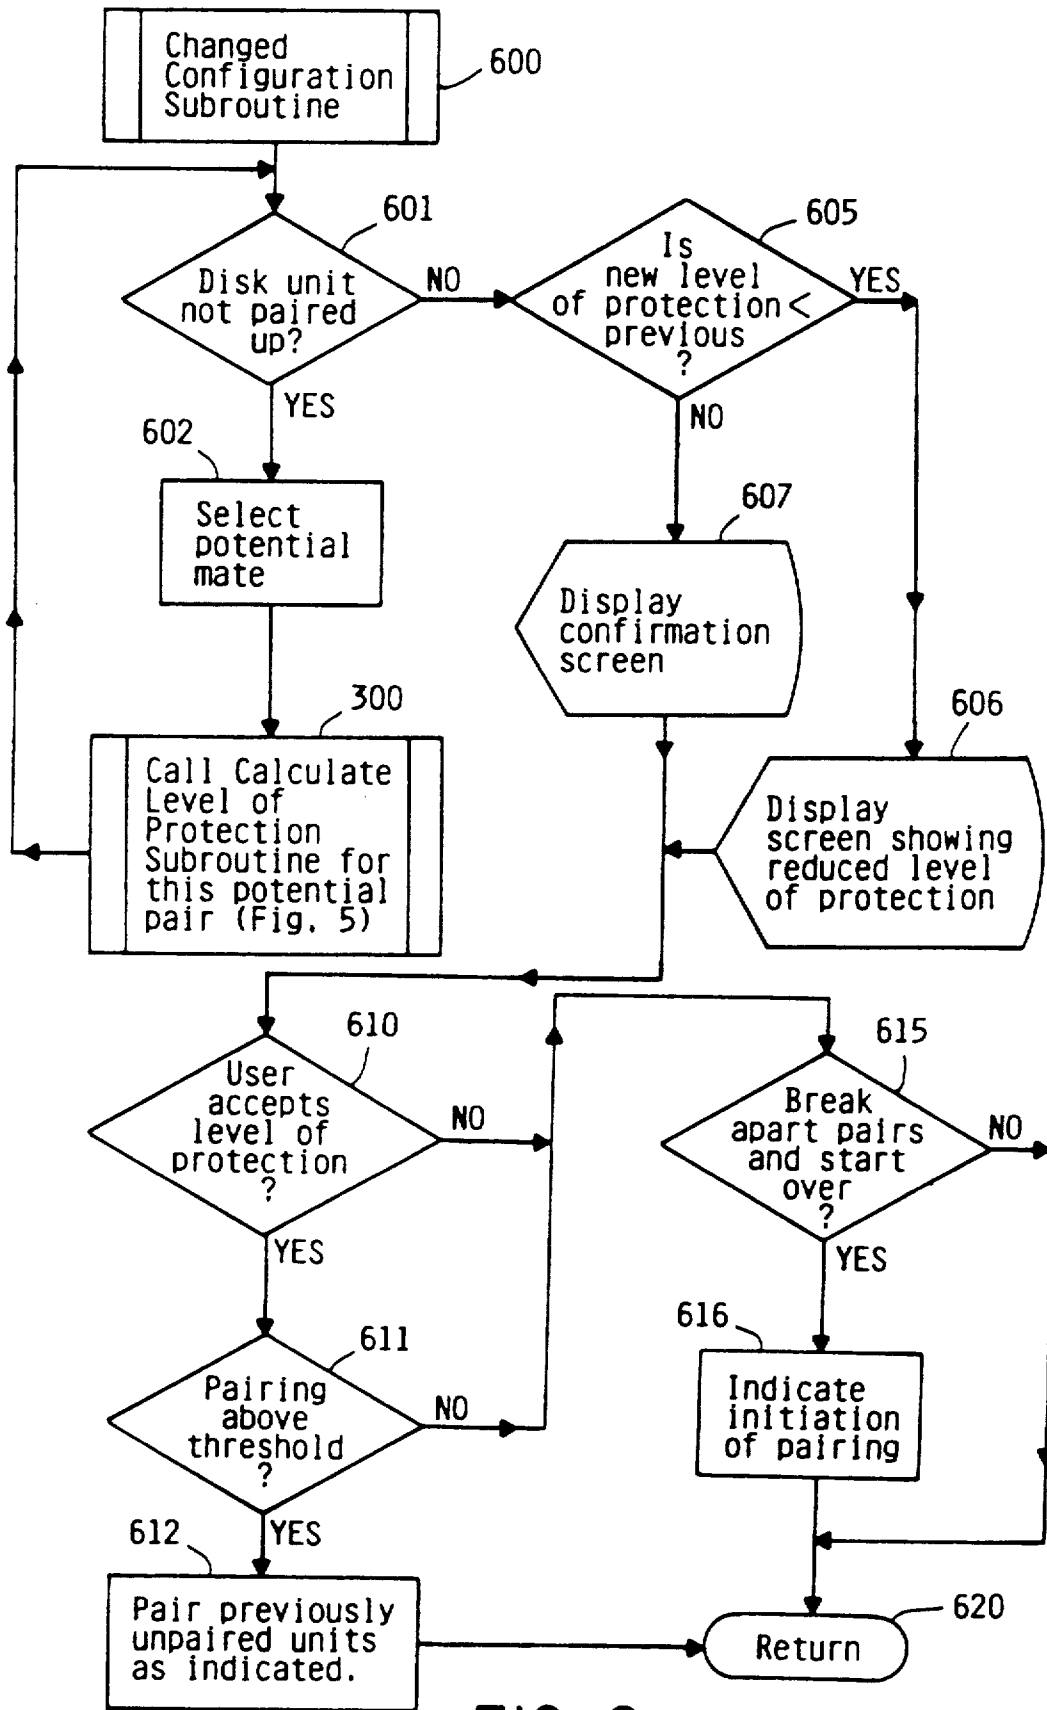 Changed
Configuration
Subroutine
600
601
Disk unit
not paired
up?
NO
YES
605
Is
new level
of protection <
previous
?
YES
NO
602
Select
potential
mate
607
Display
confirmation
screen
300
Call Calculate
Level of
Protection
Subroutine for
this potential
pair (Fig. 5)
606
Display
screen showing
reduced level
of protection
610
User
accepts
level of
protection
?
NO
YES
615
Break
apart pairs
and start
over
?
NO
YES
611
Pairing
above
threshold
?
NO
YES
616
Indicate
initiation
of pairing
612
Pair previously
unpaired units
as indicated.
620
Return